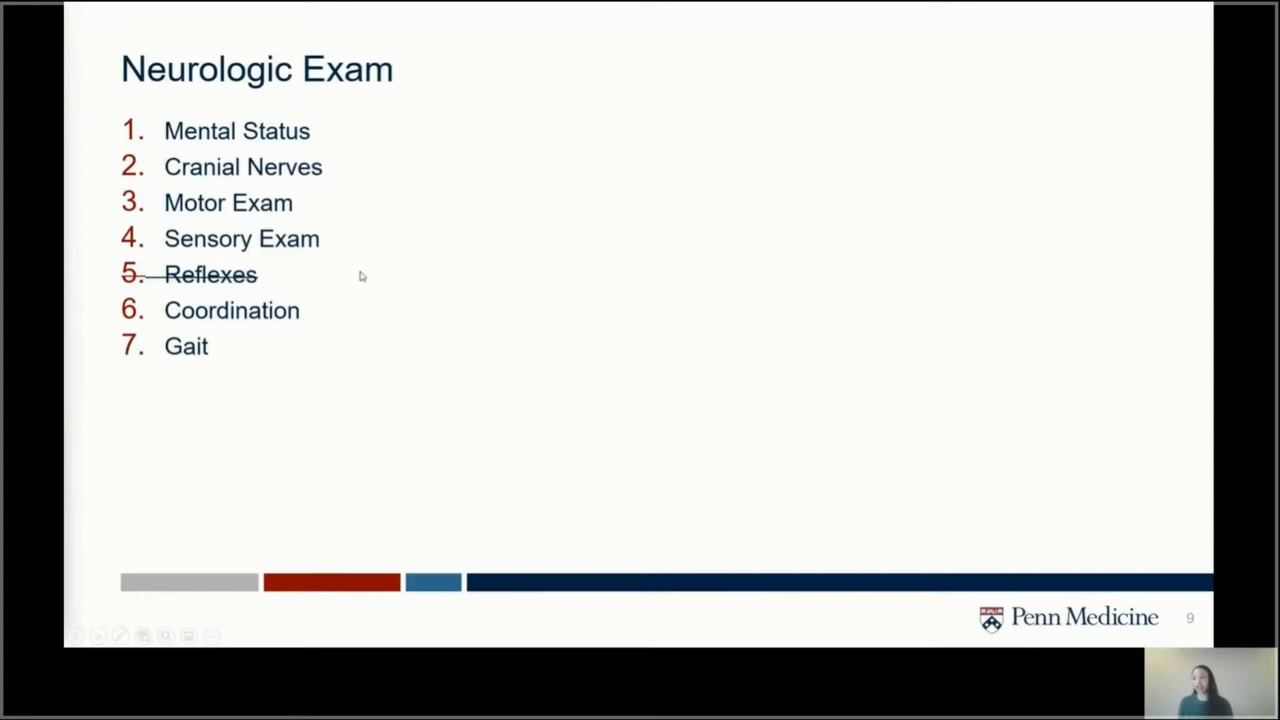 Neurologic Exam
1. Mental Status
2. Cranial Nerves
3. Motor Exam
4. Sensory Exam
5. Reflexes
6. Coordination
7. Gait
Penn Medicine 9